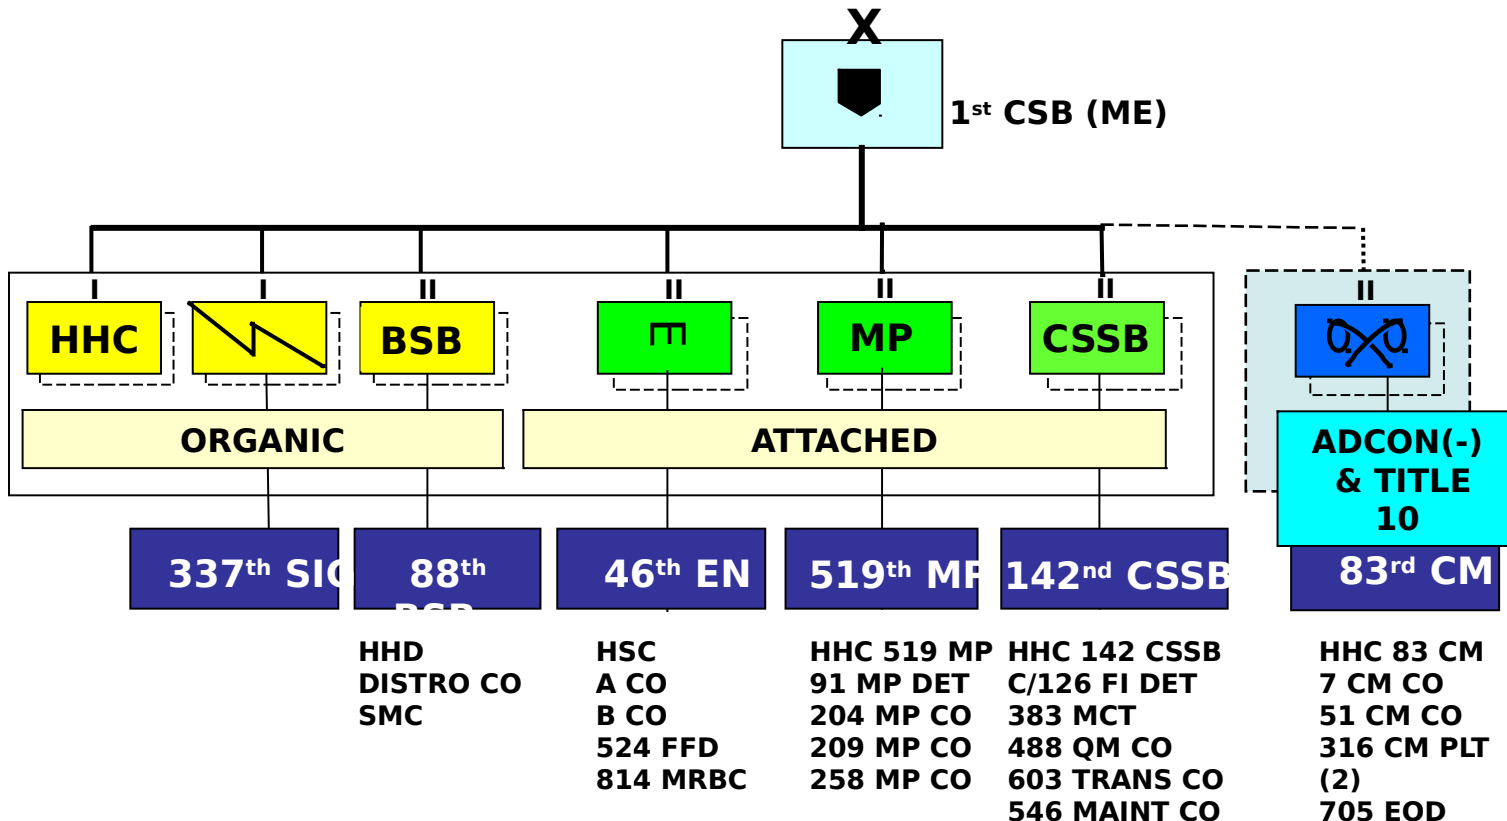 X
1st CSB (ME)
I I II II II II II
HHC BSB E MP CSSB
ORGANIC ATTACHED
ADCON(-)
& TITLE
10
337th SIG 88th 46th EN 519th MP 142nd CSSB 83rd CM
BSB
HHD
DISTRO CO
SMC
HSC
A CO
B CO
524 FFD
814 MRBC
HHC 519 MP
91 MP DET
204 MP CO
209 MP CO
258 MP CO
HHC 142 CSSB
C/126 FI DET
383 MCT
488 QM CO
603 TRANS CO
546 MAINT CO
HHC 83 CM
7 CM CO
51 CM CO
316 CM PLT
(2)
705 EOD